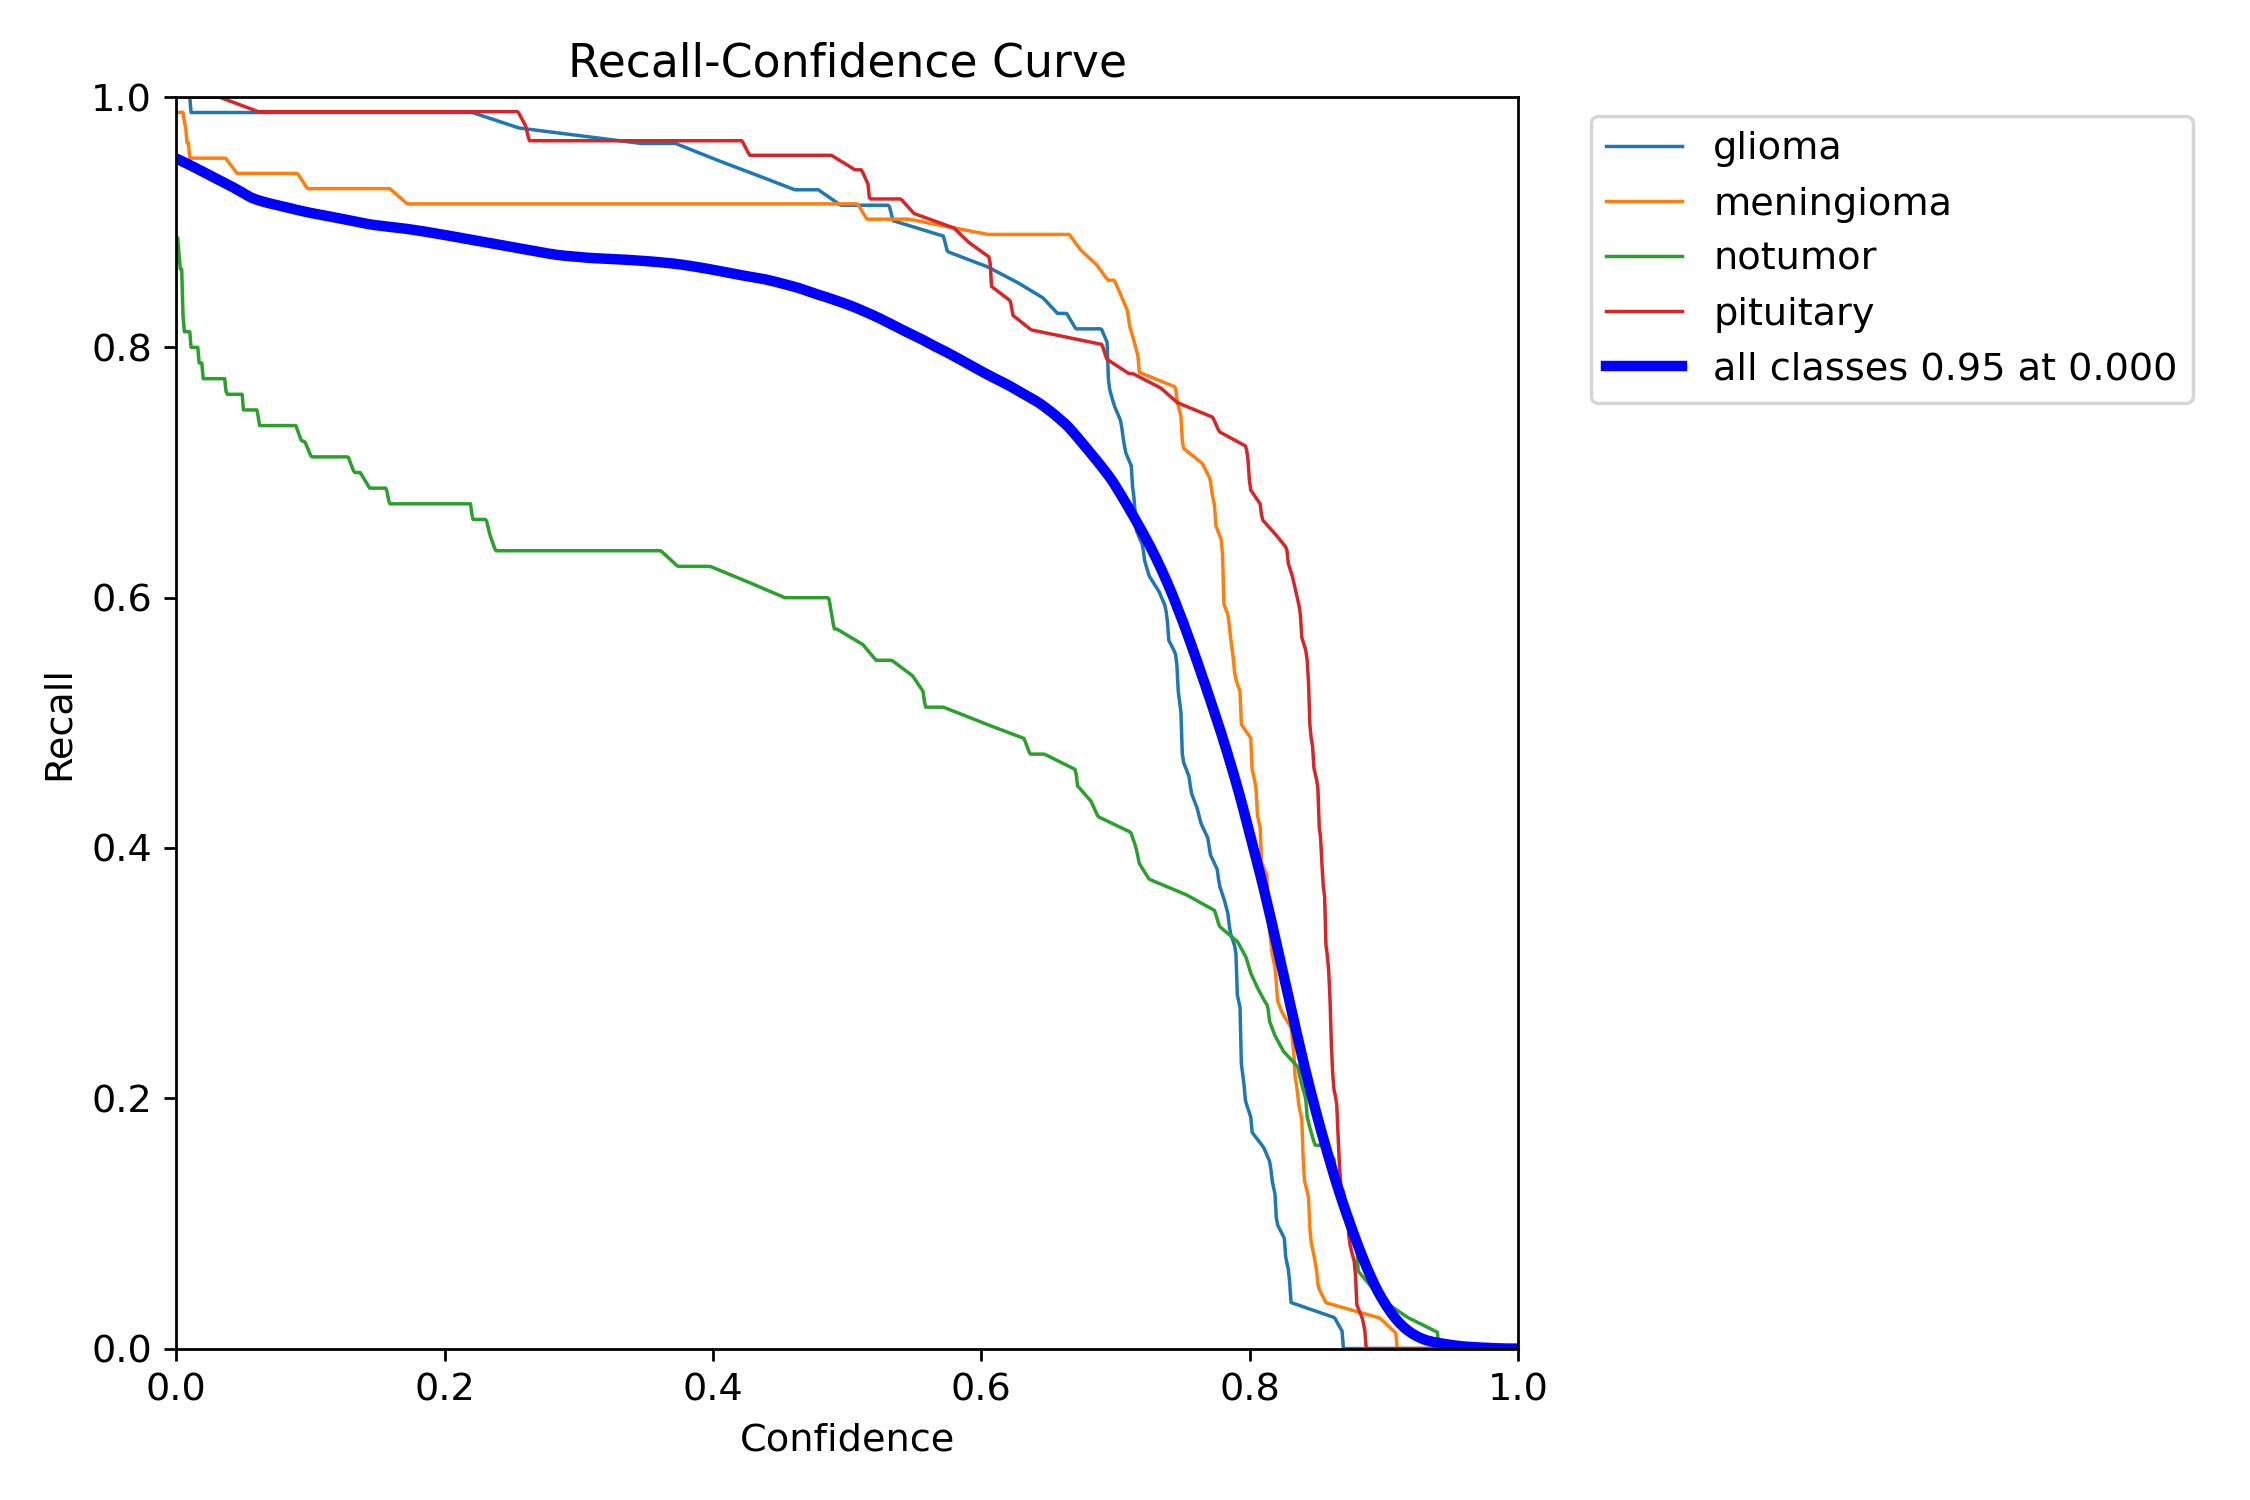 Recall-Confidence Curve
1.0
0.8
0.6
0.4
0.2
0.0
Recall
0.0 0.2 0.4 0.6 0.8 1.0
Confidence
glioma
meningioma
notumor
pituitary
all classes 0.95 at 0.000